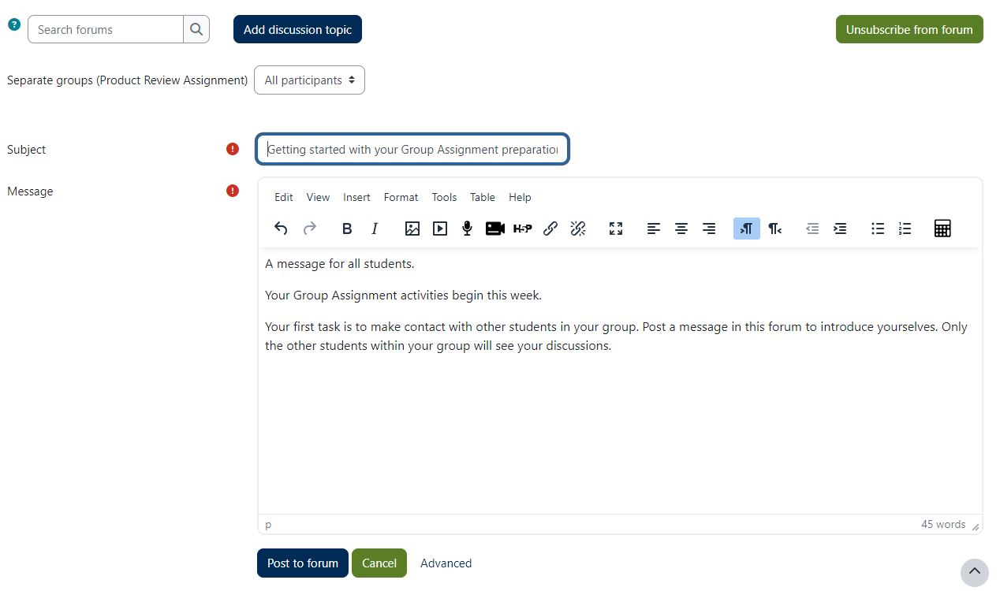 Search forums
Add discussion topic
Unsubscribe from forum
Separate groups (Product Review Assignment)
All participants
Subject
Getting started with your Group Assignment preparation
Message
Edit View Insert Format Tools Table Help
B I H-P
A message for all students.
Your Group Assignment activities begin this week.
Your first task is to make contact with other students in your group. Post a message in this forum to introduce yourselves. Only
the other students within your group will see your discussions.
p
45 words
Post to forum
Cancel
Advanced